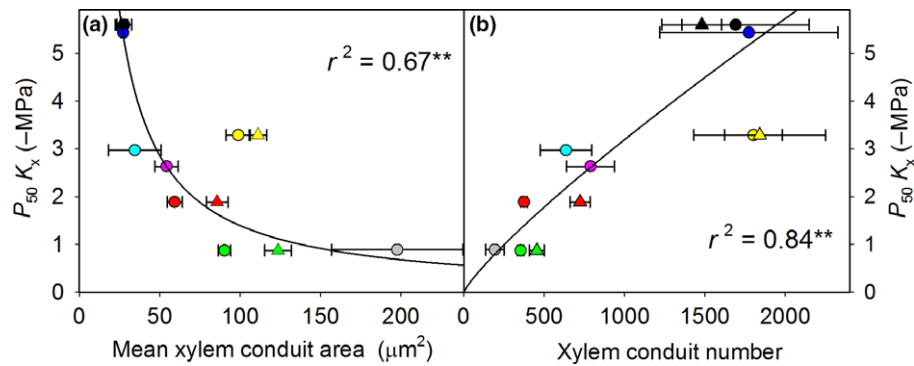 (a)
r² = 0.67**
P₅₀ Kₓ (–MPa)
5
4
3
2
1
0
0 50 100 150 200
Mean xylem conduit area (μm²)
(b)
r² = 0.84**
P₅₀ Kₓ (–MPa)
5
4
3
2
1
0
0 500 1000 1500 2000
Xylem conduit number